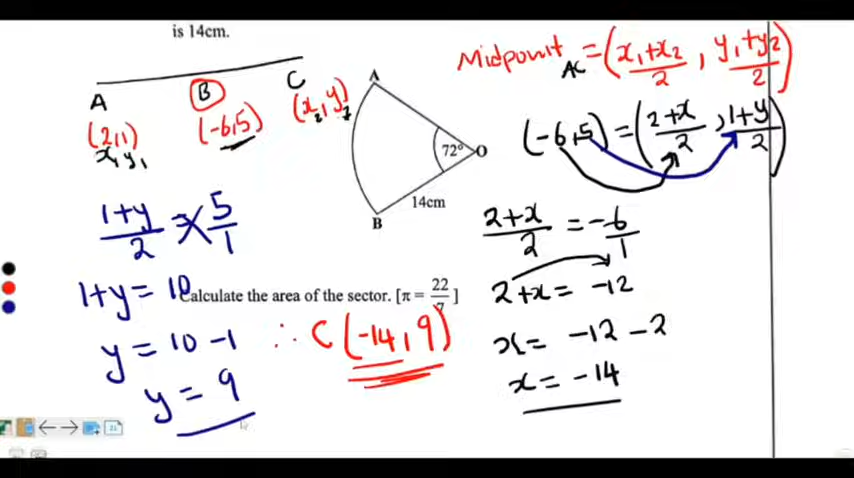 is 14cm.
Midpoint AC = (x₁+x₂/2 , y₁+y₂/2)
A B C
(2,1) (-6,5) (x₂,y₂)
x₁ y₁
A
72° O
14cm
B
(-6,5) = (2+x/2 , 1+y/2)
1+y/2 = 5/1
1+y = 10
y = 10 -1
y = 9
2+x/2 = -6/1
2+x = -12
x = -12 -2
x = -14
Calculate the area of the sector. [π = 22/7]
∴ C (-14, 9)
21